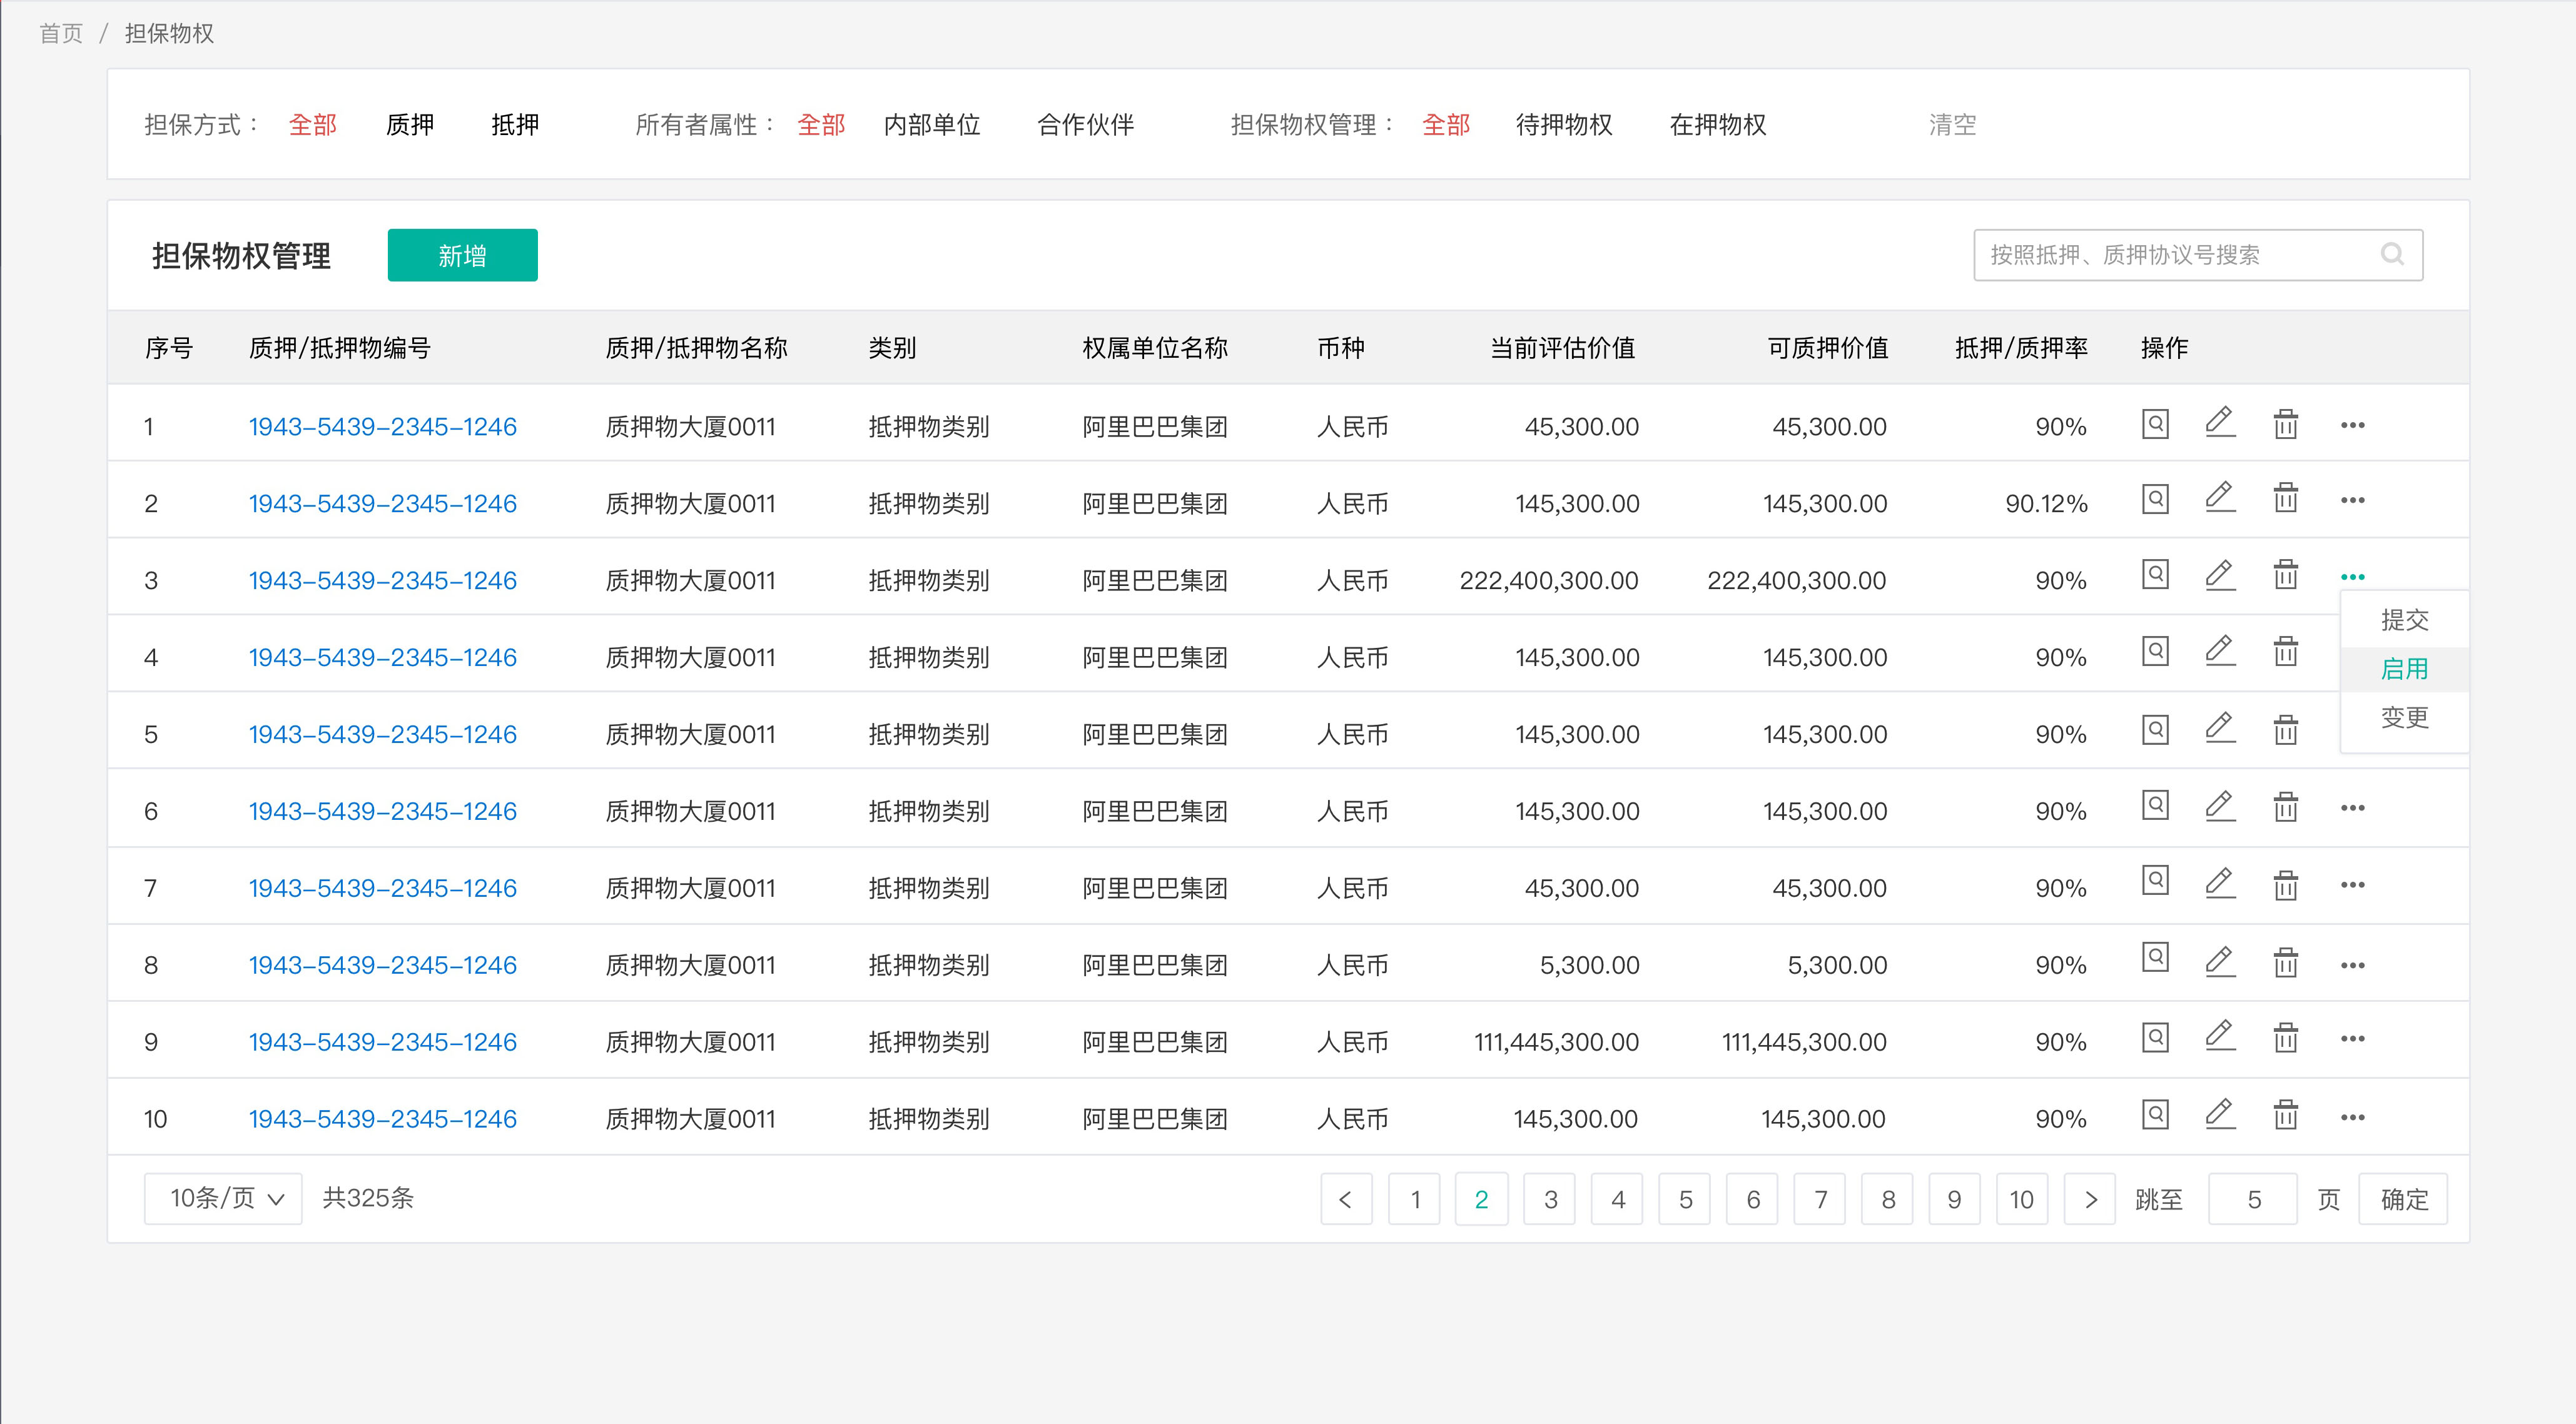 首页 / 担保物权
担保方式： 全部 质押 抵押 所有者属性： 全部 内部单位 合作伙伴 担保物权管理： 全部 待押物权 在押物权 清空
担保物权管理 新增 按照抵押、质押协议号搜索
序号 质押/抵押物编号 质押/抵押物名称 类别 权属单位名称 币种 当前评估价值 可质押价值 抵押/质押率 操作
1 1943-5439-2345-1246 质押物大厦0011 抵押物类别 阿里巴巴集团 人民币 45,300.00 45,300.00 90%
2 1943-5439-2345-1246 质押物大厦0011 抵押物类别 阿里巴巴集团 人民币 145,300.00 145,300.00 90.12%
3 1943-5439-2345-1246 质押物大厦0011 抵押物类别 阿里巴巴集团 人民币 222,400,300.00 222,400,300.00 90%
提交
启用
变更
4 1943-5439-2345-1246 质押物大厦0011 抵押物类别 阿里巴巴集团 人民币 145,300.00 145,300.00 90%
5 1943-5439-2345-1246 质押物大厦0011 抵押物类别 阿里巴巴集团 人民币 145,300.00 145,300.00 90%
6 1943-5439-2345-1246 质押物大厦0011 抵押物类别 阿里巴巴集团 人民币 145,300.00 145,300.00 90%
7 1943-5439-2345-1246 质押物大厦0011 抵押物类别 阿里巴巴集团 人民币 45,300.00 45,300.00 90%
8 1943-5439-2345-1246 质押物大厦0011 抵押物类别 阿里巴巴集团 人民币 5,300.00 5,300.00 90%
9 1943-5439-2345-1246 质押物大厦0011 抵押物类别 阿里巴巴集团 人民币 111,445,300.00 111,445,300.00 90%
10 1943-5439-2345-1246 质押物大厦0011 抵押物类别 阿里巴巴集团 人民币 145,300.00 145,300.00 90%
10条/页 共325条 < 1 2 3 4 5 6 7 8 9 10 > 跳至 5 页 确定